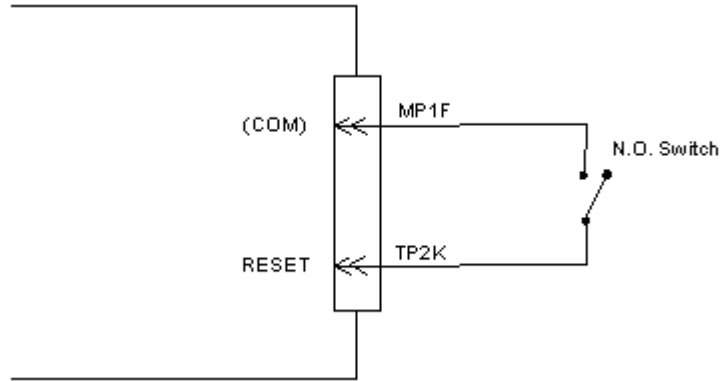 (COM)
MP1F
N.O. Switch
RESET
TP2K